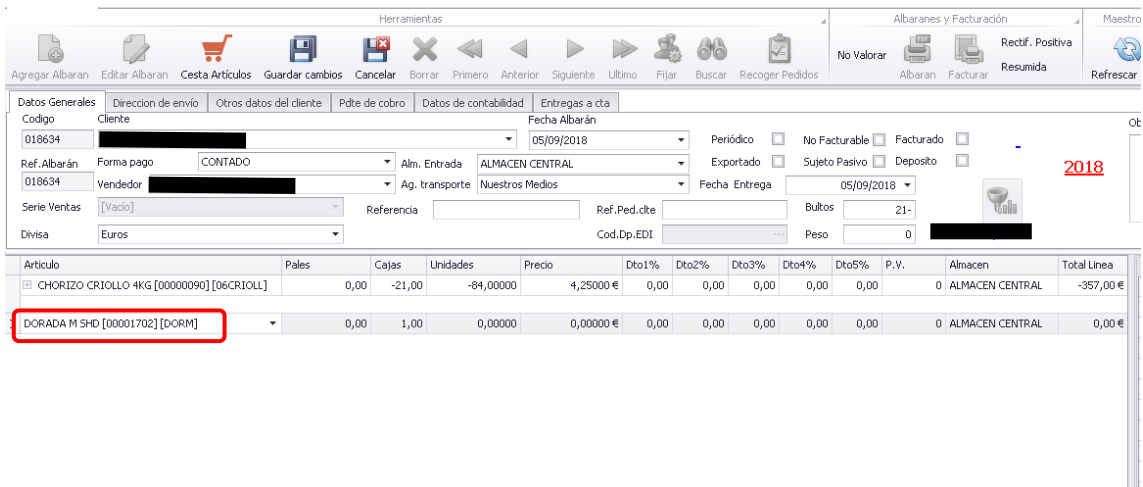 Herramientas Albaranes y Facturación Maestro
Agregar Albaran Editar Albaran Cesta Artículos Guardar cambios Cancelar Borrar Primero Anterior Siguiente Ultimo Fijar Buscar Recoger Pedidos No Valorar Albaran Facturar Rectif. Positiva Refrescar
Resumida
Datos Generales Direccion de envío Otros datos del cliente Pdte de cobro Datos de contabilidad Entregas a cta
Codigo Cliente Fecha Albarán Ob
018634 05/09/2018 Periódico No Facturable Facturado -
Ref.Albarán Forma pago CONTADO Alm. Entrada ALMACEN CENTRAL Exportado Sujeto Pasivo Deposito 2018
018634 Vendedor Ag. transporte Nuestros Medios Fecha Entrega 05/09/2018
Serie Ventas [Vacío] Referencia Ref.Ped.clte Bultos 21-
Divisa Euros Cod.Dp.EDI ... Peso 0
Articulo Pales Cajas Unidades Precio Dto1% Dto2% Dto3% Dto4% Dto5% P.V. Almacen Total Linea
CHORIZO CRIOLLO 4KG [00000090] [06CRIOLL] 0,00 -21,00 -84,00000 4,25000 € 0,00 0,00 0,00 0,00 0,00 0 ALMACEN CENTRAL -357,00 €
DORADA M SHD [00001702] [DORM] 0,00 1,00 0,00000 0,00000 € 0,00 0,00 0,00 0,00 0,00 0 ALMACEN CENTRAL 0,00 €